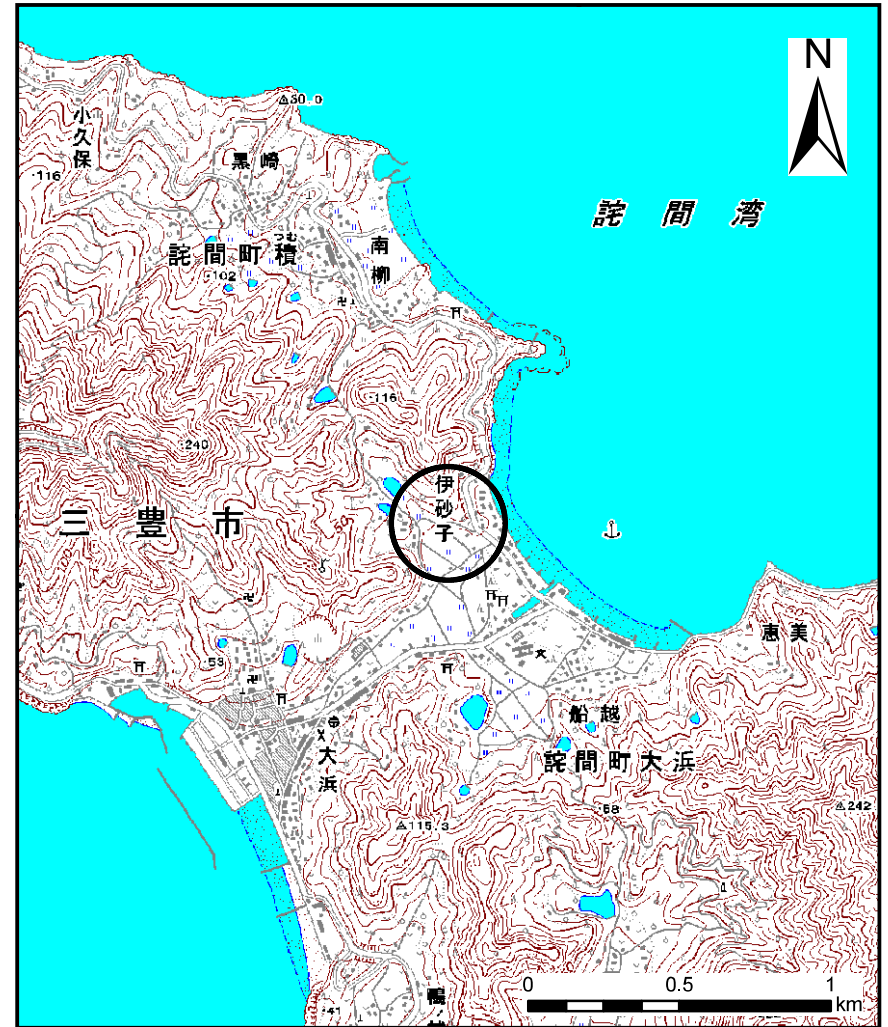 △60.0
小久保
黒崎
・116
N
詫間湾
つむ
詫間町積
南柳
・102
・116
・240
伊砂子
三豊市
・53
恵美
船越
大浜
詫間町大浜
・58
△242
△115.3
・41
0 0.5 1
km